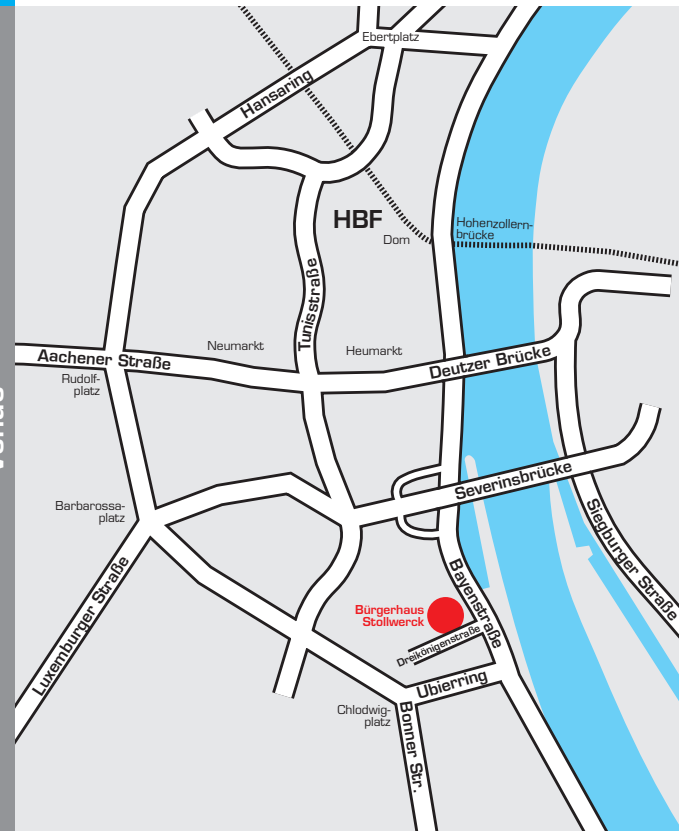 Ebertplatz
Hansaring
HBF
Dom
Hohenzollern-
brücke
Tunisstraße
Neumarkt
Heumarkt
Aachener Straße
Deutzer Brücke
Rudolf-
platz
Severinsbrücke
Barbarossa-
platz
Siegburger Straße
Luxemburger Straße
Bayenstraße
Bürgerhaus
Stollwerck
Dreikönigenstraße
Ubierring
Chlodwig-
platz
Bonner Str.